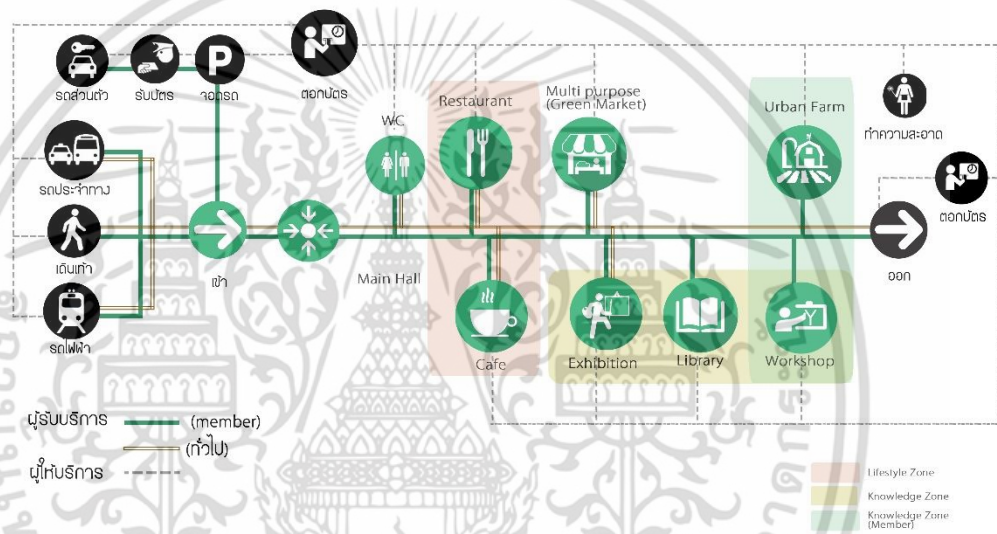 รถส่วนตัว
รับบัตร
P
จอดรถ
ตอกบัตร
รถประจำทาง
เดินเท้า
รถไฟฟ้า
เข้า
Main Hall
WC
Restaurant
Multi purpose
(Green Market)
Urban Farm
ทำความสะอาด
ตอกบัตร
ออก
Cafe
Exhibition
Library
Workshop
ผู้รับบริการ (member)
(ทั่วไป)
ผู้ให้บริการ
Lifestyle Zone
Knowledge Zone
Knowledge Zone
(Member)